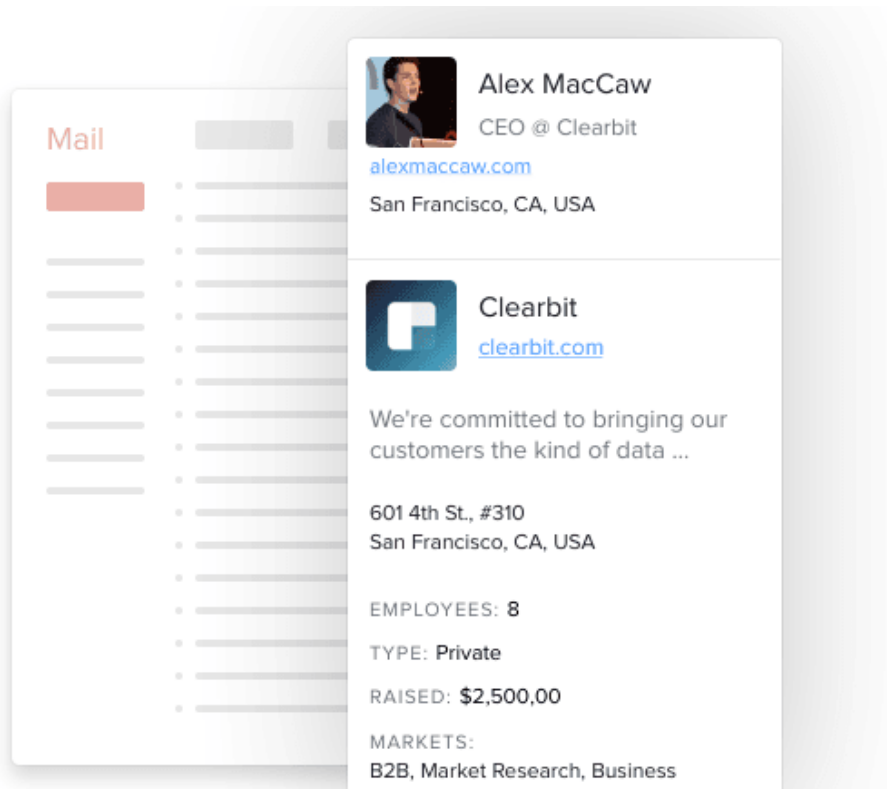 Mail
Alex MacCaw
CEO @ Clearbit
alexmaccaw.com
San Francisco, CA, USA
Clearbit
clearbit.com
We're committed to bringing our
customers the kind of data ...
601 4th St., #310
San Francisco, CA, USA
EMPLOYEES: 8
TYPE: Private
RAISED: $2,500,00
MARKETS:
B2B, Market Research, Business